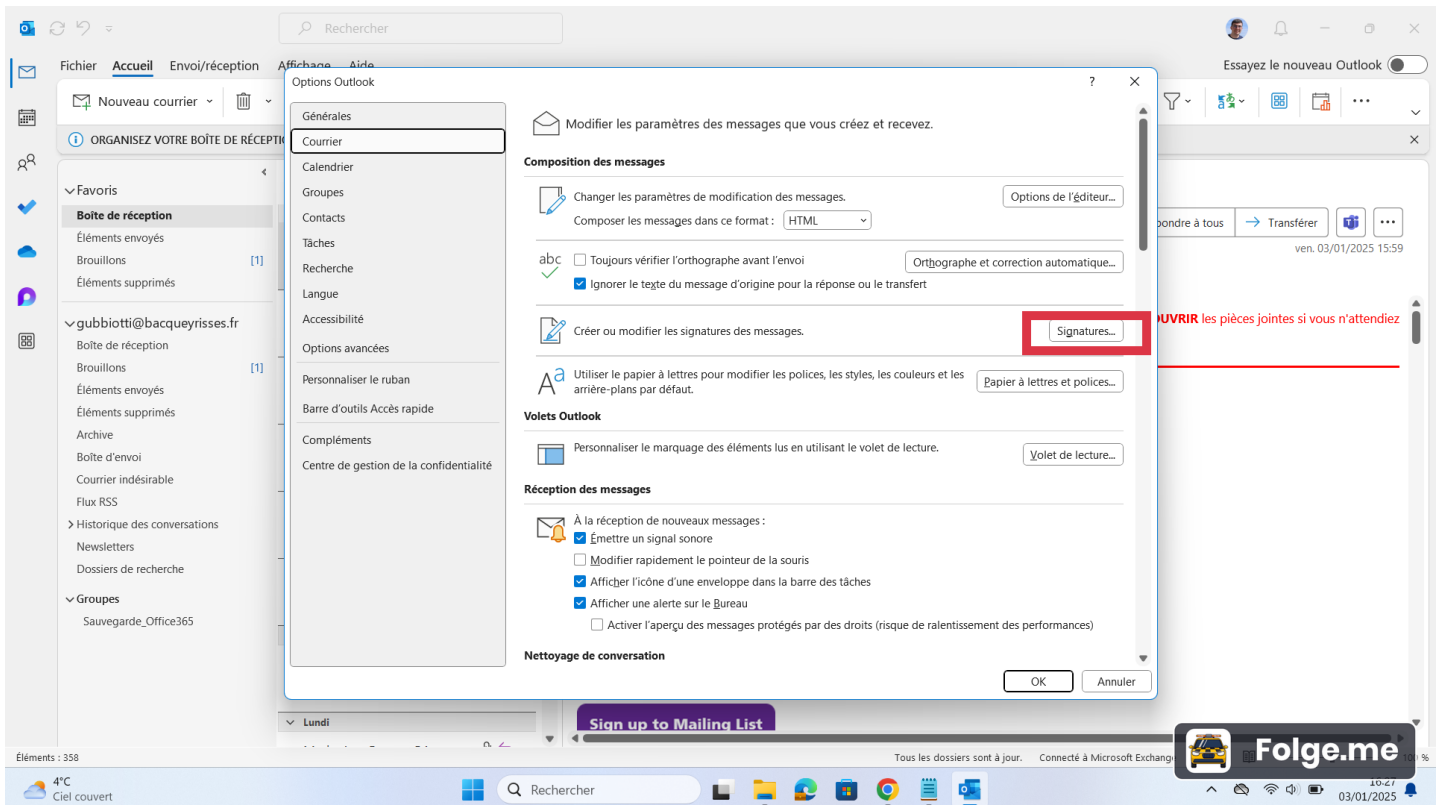 Rechercher
Fichier Accueil Envoi/réception Affichage Aide
Essayez le nouveau Outlook
Nouveau courrier
ORGANISEZ VOTRE BOÎTE DE RÉCEPTI
Favoris
Boîte de réception
Éléments envoyés
Brouillons [1]
Éléments supprimés
gubbiotti@bacqueyrisses.fr
Boîte de réception
Brouillons [1]
Éléments envoyés
Éléments supprimés
Archive
Boîte d'envoi
Courrier indésirable
Flux RSS
Historique des conversations
Newsletters
Dossiers de recherche
Groupes
Sauvegarde_Office365
Options Outlook
?
Générales
Courrier
Calendrier
Groupes
Contacts
Tâches
Recherche
Langue
Accessibilité
Options avancées
Personnaliser le ruban
Barre d'outils Accès rapide
Compléments
Centre de gestion de la confidentialité
Modifier les paramètres des messages que vous créez et recevez.
Composition des messages
Changer les paramètres de modification des messages.
Options de l'éditeur...
Composer les messages dans ce format : HTML
abc
Toujours vérifier l'orthographe avant l'envoi
Orthographe et correction automatique...
Ignorer le texte du message d'origine pour la réponse ou le transfert
Créer ou modifier les signatures des messages.
Signatures...
Utiliser le papier à lettres pour modifier les polices, les styles, les couleurs et les
arrière-plans par défaut.
Papier à lettres et polices...
Volets Outlook
Personnaliser le marquage des éléments lus en utilisant le volet de lecture.
Volet de lecture...
Réception des messages
À la réception de nouveaux messages :
Émettre un signal sonore
Modifier rapidement le pointeur de la souris
Afficher l'icône d'une enveloppe dans la barre des tâches
Afficher une alerte sur le Bureau
Activer l'aperçu des messages protégés par des droits (risque de ralentissement des performances)
Nettoyage de conversation
OK
Annuler
pondre à tous
Transférer
ven. 03/01/2025 15:59
OUVRIR les pièces jointes si vous n'attendiez
Lundi
Sign up to Mailing List
Éléments : 358
Tous les dossiers sont à jour.
Connecté à Microsoft Exchang
Folge.me
4°C
Ciel couvert
Rechercher
16:27
03/01/2025